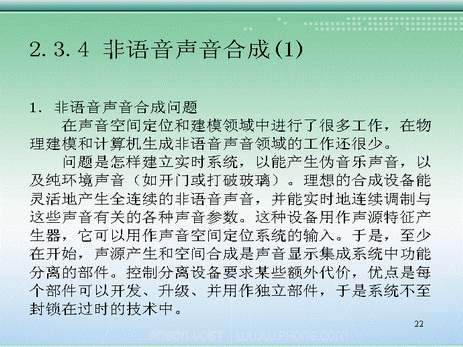 2.3.4 非语音声音合成(1)
1. 非语音声音合成问题
在声音空间定位和建模领域中进行了很多工作，在物
理建模和计算机生成非语音声音领域的工作还很少。
问题是怎样建立实时系统，以能产生伪音乐声音，以
及纯环境声音（如开门或打破玻璃）。理想的合成设备能
灵活地产生全连续的非语音声音，并能实时地连续调制与
这些声音有关的各种声音参数。这种设备用作声源特征产
生器，它可以用作声音空间定位系统的输入。于是，至少
在开始，声源产生和空间合成是声音显示集成系统中功能
分离的部件。控制分离设备要求某些额外代价，优点是每
个部件可以开发、升级、并用作独立部件，于是系统不至
封锁在过时的技术中。
22